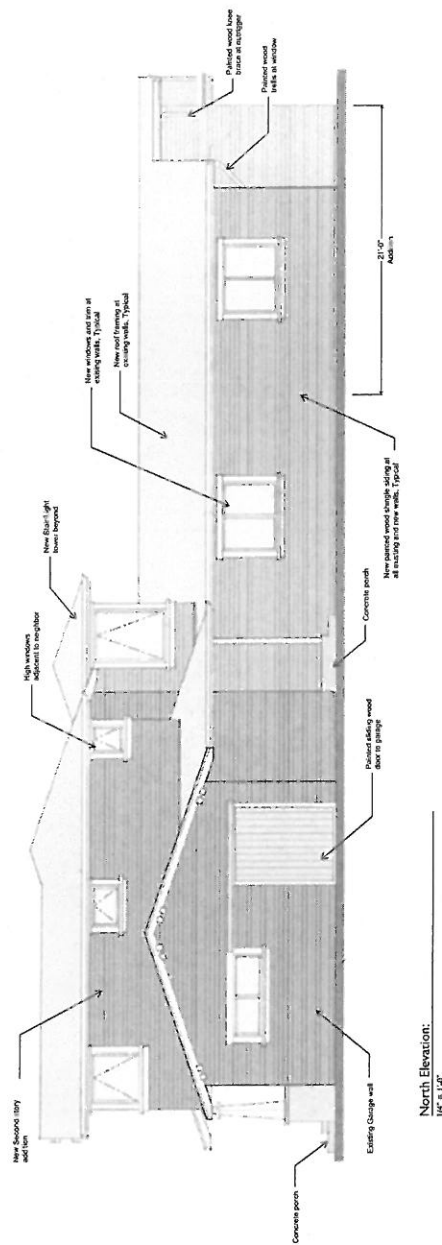 New Second story
addition
High windows
adjacent to neighbor
New Stair/light
tower beyond
New windows and trim at
existing walls, Typical
New roof framing at
existing walls, Typical
Painted wood knee
brace at outrigger
Painted wood
trellis at window
Concrete porch
Existing Garage wall
Painted sliding wood
door to garage
Concrete porch
New painted wood shingle siding at
all existing and new walls, Typical
21'-0"
Addition
North Elevation:
1/4" = 1'-0"